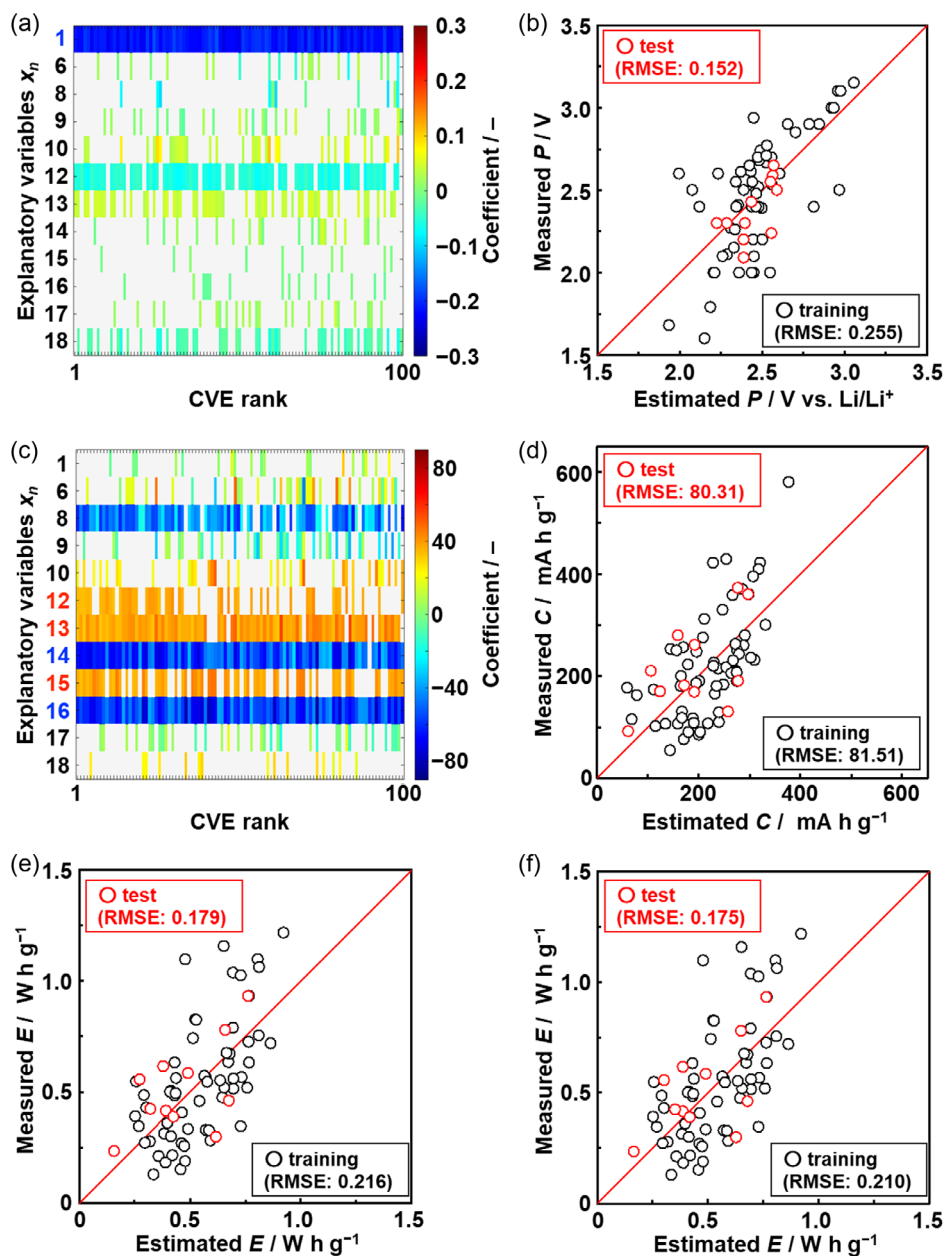 (a)
Explanatory variables xn
1
6
8
9
10
12
13
14
15
16
17
18
1
100
CVE rank
0.3
0.2
0.1
0
−0.1
−0.2
−0.3
Coefficient / −
(b)
Measured P / V
3.5
3.0
2.5
2.0
1.5
test
(RMSE: 0.152)
training
(RMSE: 0.255)
1.5
2.0
2.5
3.0
3.5
Estimated P / V vs. Li/Li⁺
(c)
Explanatory variables xn
1
6
8
9
10
12
13
14
15
16
17
18
1
100
CVE rank
80
40
0
−40
−80
Coefficient / −
(d)
Measured C / mA h g⁻¹
600
400
200
0
test
(RMSE: 80.31)
training
(RMSE: 81.51)
0
200
400
600
Estimated C / mA h g⁻¹
(e)
Measured E / W h g⁻¹
1.5
1.0
0.5
0
test
(RMSE: 0.179)
training
(RMSE: 0.216)
0
0.5
1.0
1.5
Estimated E / W h g⁻¹
(f)
Measured E / W h g⁻¹
1.5
1.0
0.5
0
test
(RMSE: 0.175)
training
(RMSE: 0.210)
0
0.5
1.0
1.5
Estimated E / W h g⁻¹